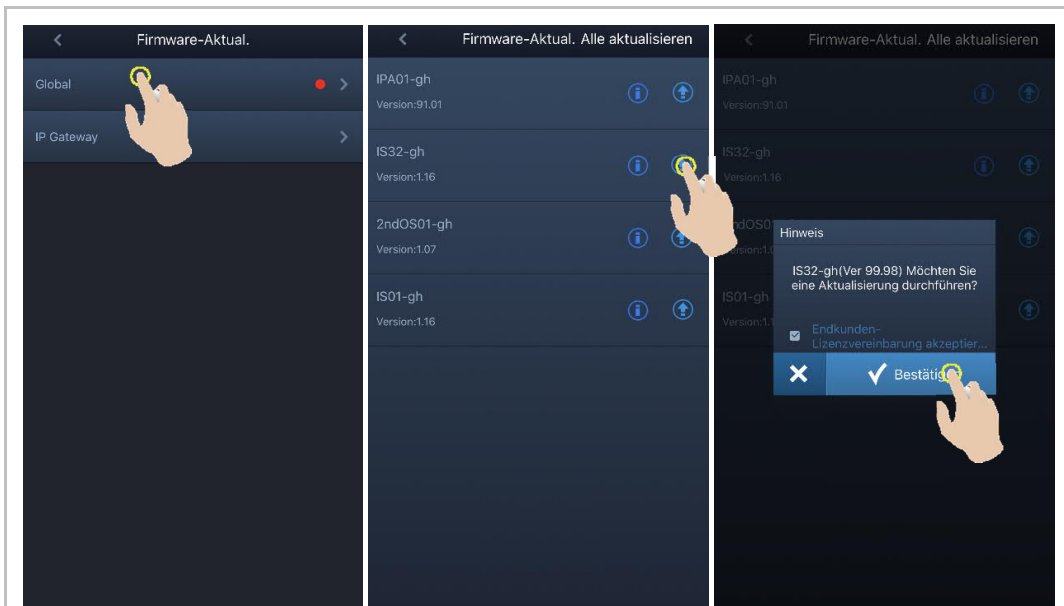 Firmware-Aktual.
Global
IP Gateway
Firmware-Aktual. Alle aktualisieren
IPA01-gh
Version:91.01
IS32-gh
Version:1.16
2ndOS01-gh
Version:1.07
IS01-gh
Version:1.16
Firmware-Aktual. Alle aktualisieren
IPA01-gh
Version:91.01
IS32-gh
Version:1.16
Hinweis
IS32-gh(Ver 99.98) Möchten Sie
eine Aktualisierung durchführen?
IS01-gh
Endkunden-
Lizenzvereinbarung akzeptier...